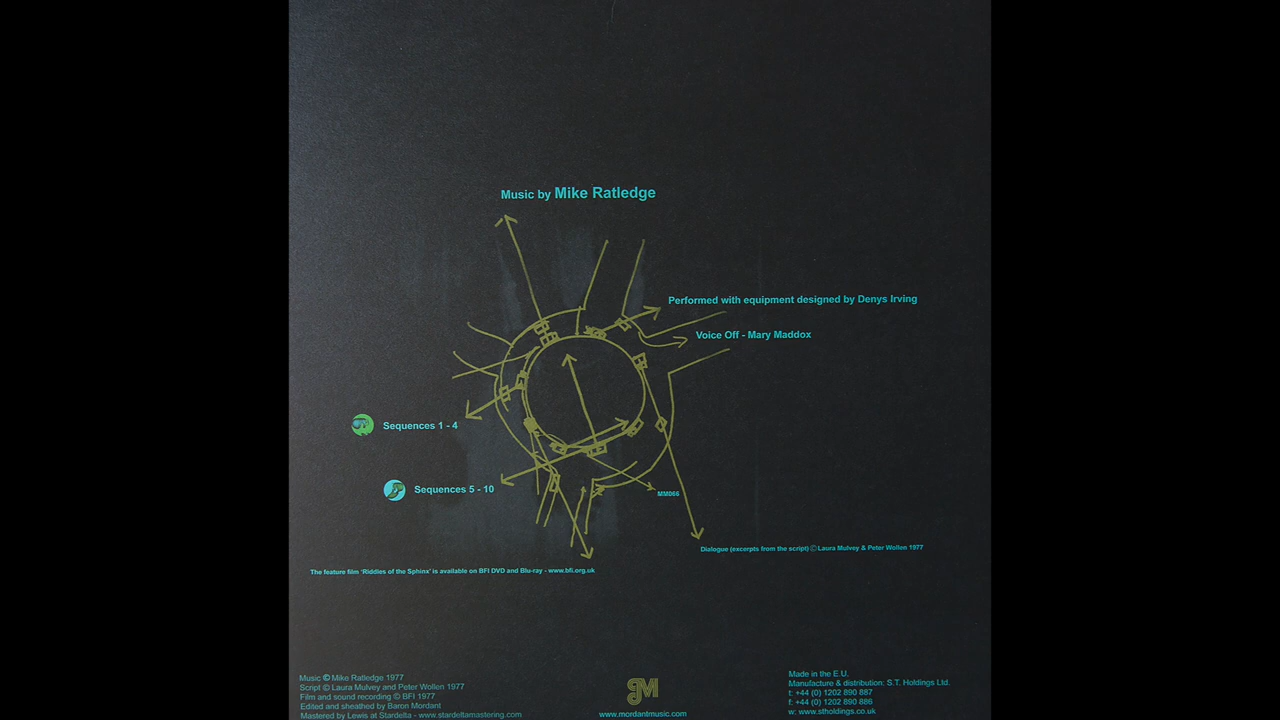 Music by Mike Ratledge
Performed with equipment designed by Denys Irving
Voice Off - Mary Maddox
Sequences 1 - 4
Sequences 5 - 10
MM066
Dialogue (excerpts from the script) © Laura Mulvey & Peter Wollen 1977
The feature film 'Riddles of the Sphinx' is available on BFI DVD and Blu-ray - www.bfi.org.uk
Music © Mike Ratledge 1977
Script © Laura Mulvey and Peter Wollen 1977
Film and sound recording © BFI 1977
Edited and sheathed by Baron Mordant
Mastered by Lewis at Stardelta - www.stardeltamastering.com
MM
www.mordantmusic.com
Made in the E.U.
Manufacture & distribution: S.T. Holdings Ltd.
t: +44 (0) 1202 890 887
f: +44 (0) 1202 890 886
w: www.stholdings.co.uk